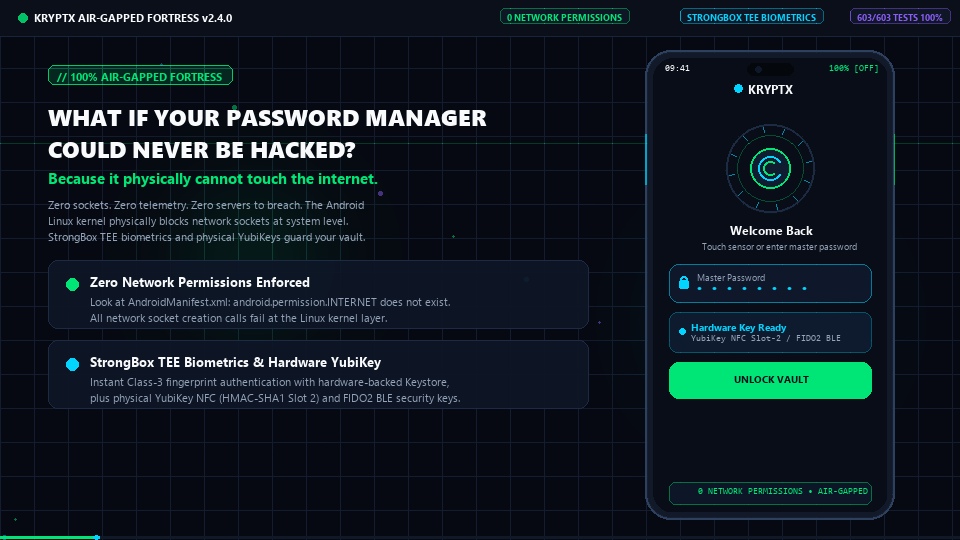 KRYPTX AIR-GAPPED FORTRESS v2.4.0
0 NETWORK PERMISSIONS
STRONGBOX TEE BIOMETRICS
603/603 TESTS 100%
// 100% AIR-GAPPED FORTRESS
WHAT IF YOUR PASSWORD MANAGER
COULD NEVER BE HACKED?
Because it physically cannot touch the internet.
Zero sockets. Zero telemetry. Zero servers to breach. The Android
Linux kernel physically blocks network sockets at system level.
StrongBox TEE biometrics and physical YubiKeys guard your vault.
Zero Network Permissions Enforced
Look at AndroidManifest.xml: android.permission.INTERNET does not exist.
All network socket creation calls fail at the Linux kernel layer.
StrongBox TEE Biometrics & Hardware YubiKey
Instant Class-3 fingerprint authentication with hardware-backed Keystore,
plus physical YubiKey NFC (HMAC-SHA1 Slot 2) and FIDO2 BLE security keys.
09:41
100% [OFF]
KRYPTX
Welcome Back
Touch sensor or enter master password
Master Password
Hardware Key Ready
YubiKey NFC Slot-2 / FIDO2 BLE
UNLOCK VAULT
0 NETWORK PERMISSIONS • AIR-GAPPED